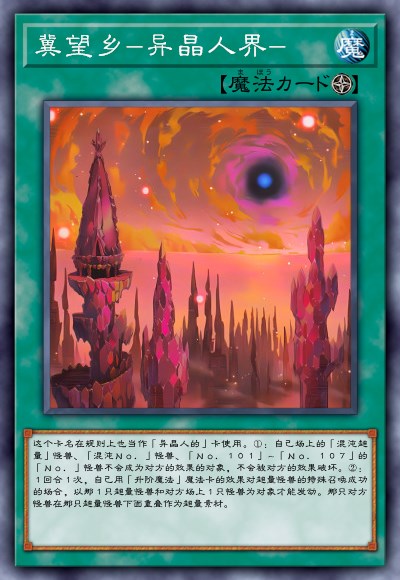 冀望乡-异晶人界-
魔
【魔法カード】
まほう
这个卡名在规则上也当作「异晶人的」卡使用。①：自己场上的「混沌超
量」怪兽、「混沌No.」怪兽、「No. 101」~「No. 107」的
「No.」怪兽不会成为对方的效果的对象，不会被对方的效果破坏。②：
1回合1次，自己用「升阶魔法」魔法卡的效果对超量怪兽的特殊召唤成功
的场合，以那1只超量怪兽和对方场上1只怪兽为对象才能发动。那只对方
怪兽在那只超量怪兽下面重叠作为超量素材。